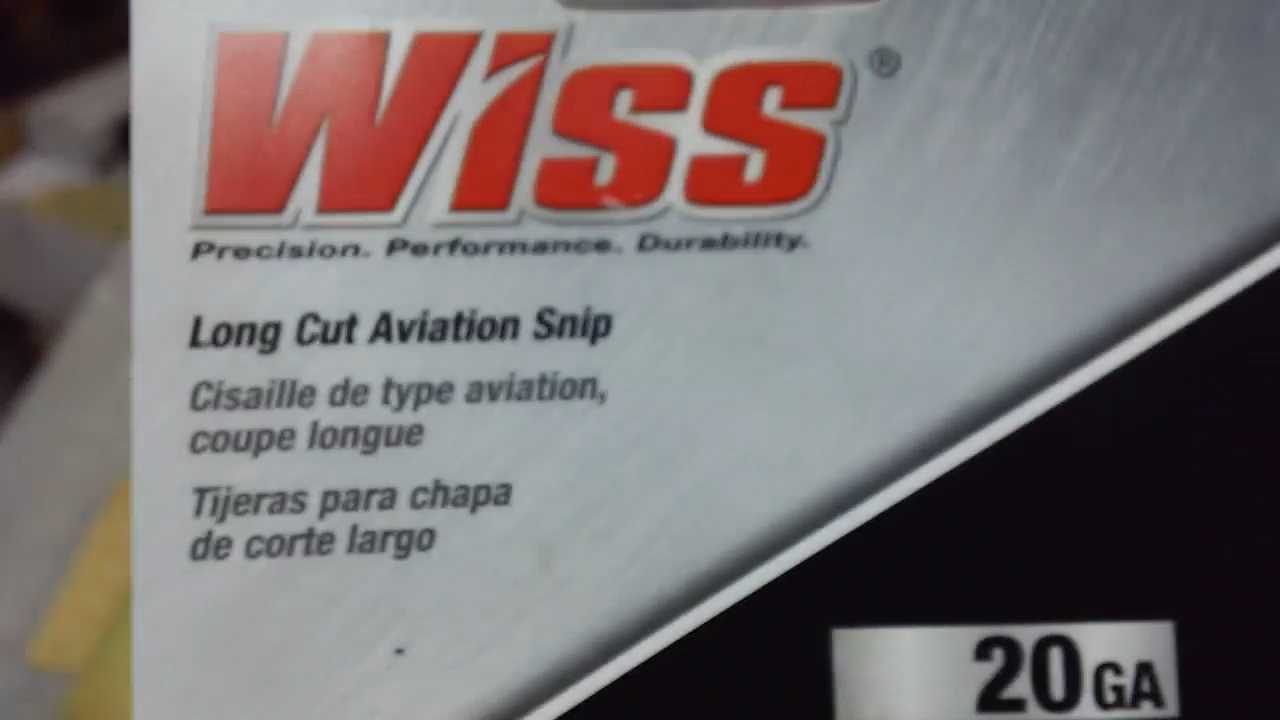 Wiss®
Precision. Performance. Durability.
Long Cut Aviation Snip
Cisaille de type aviation,
coupe longue
Tijeras para chapa
de corte largo
20GA